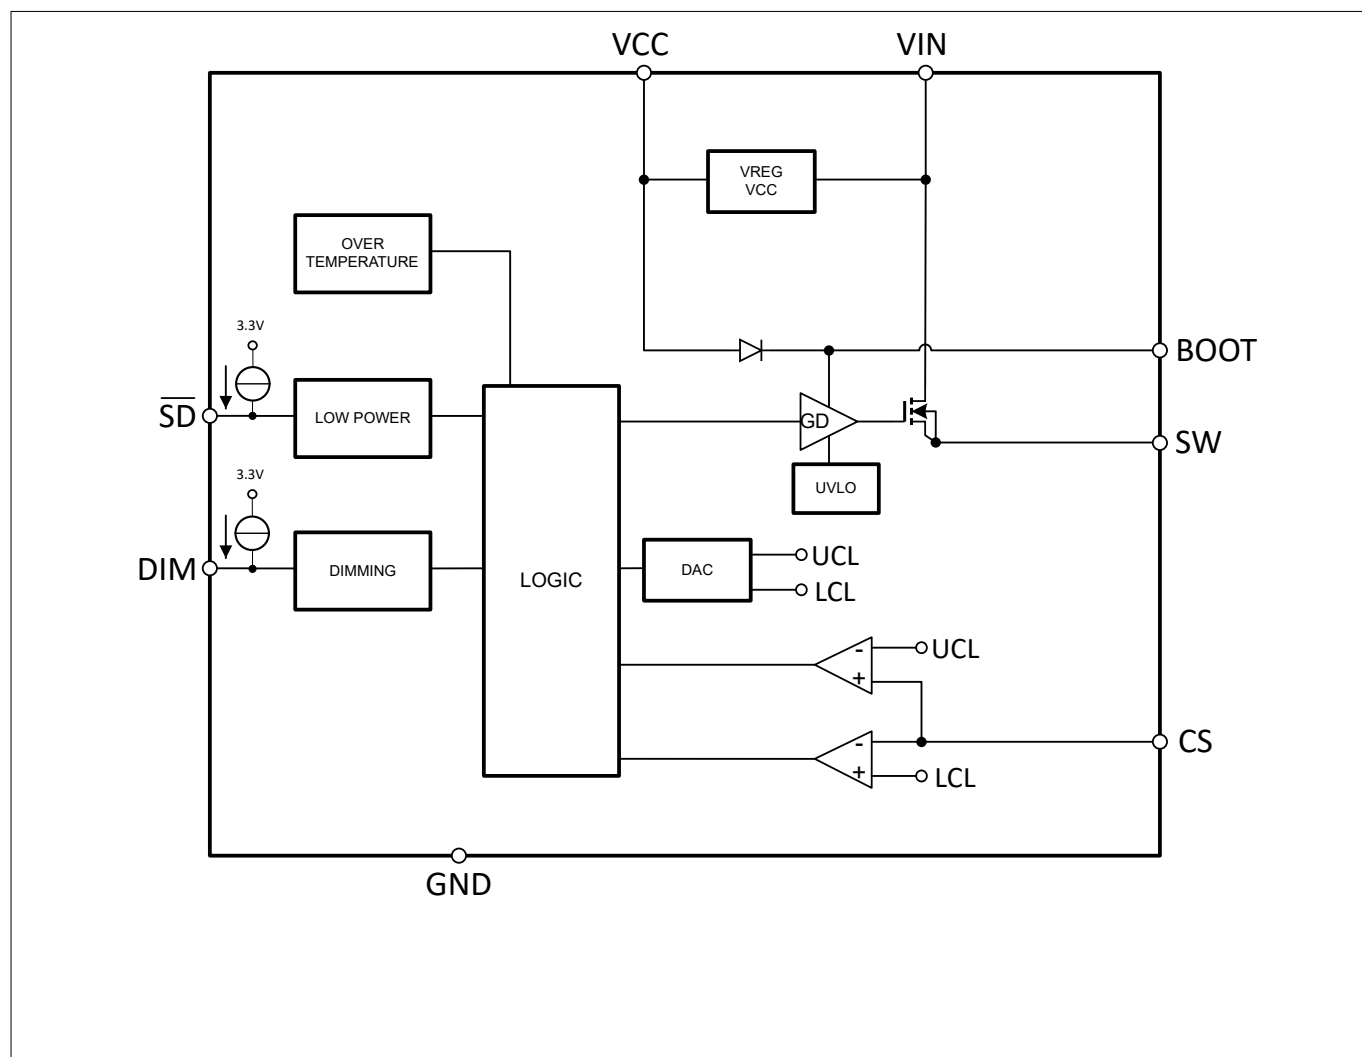 VCC
VIN
VREG
VCC
OVER
TEMPERATURE
3.3V
BOOT
SD
LOW POWER
GD
SW
3.3V
UVLO
DIM
DIMMING
LOGIC
DAC
UCL
LCL
-
UCL
+
-
CS
+
LCL
GND